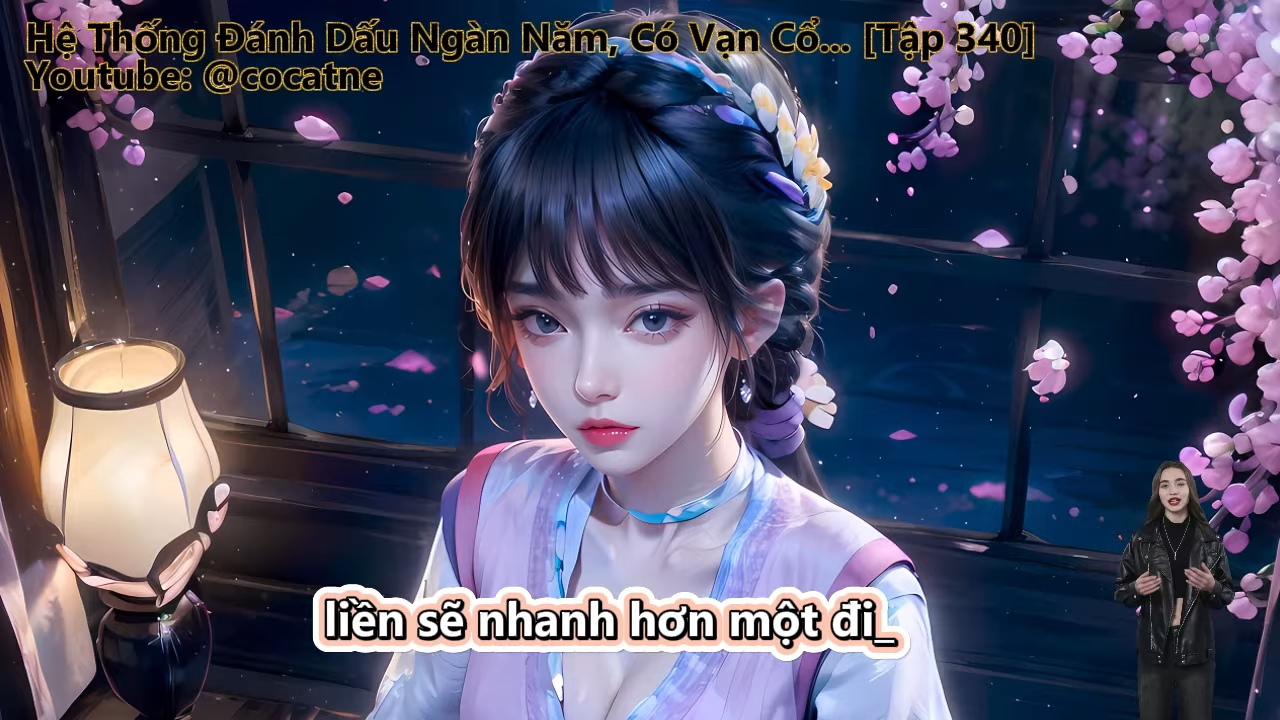 Hệ Thống Đánh Dấu Ngàn Năm, Có Vạn Cổ... [Tập 340]
Youtube: @cocatne
liền sẽ nhanh hơn một đi_